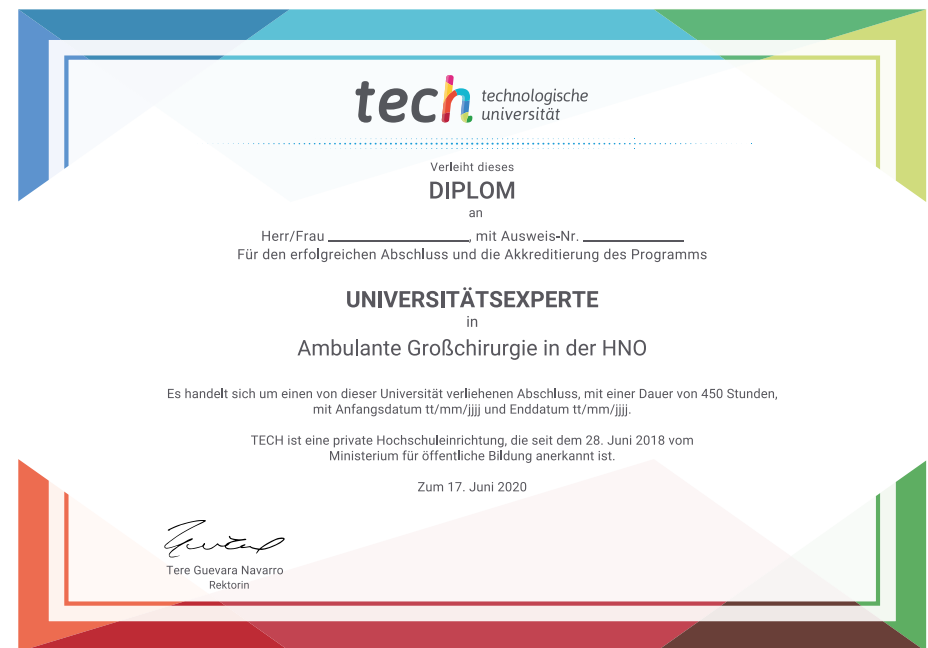 tech technologische
universität
Verleiht dieses
DIPLOM
an
Herr/Frau , mit Ausweis-Nr.
Für den erfolgreichen Abschluss und die Akkreditierung des Programms
UNIVERSITÄTSEXPERTE
in
Ambulante Großchirurgie in der HNO
Es handelt sich um einen von dieser Universität verliehenen Abschluss, mit einer Dauer von 450 Stunden,
mit Anfangsdatum tt/mm/jjjj und Enddatum tt/mm/jjjj.
TECH ist eine private Hochschuleinrichtung, die seit dem 28. Juni 2018 vom
Ministerium für öffentliche Bildung anerkannt ist.
Zum 17. Juni 2020
Tere Guevara Navarro
Rektorin